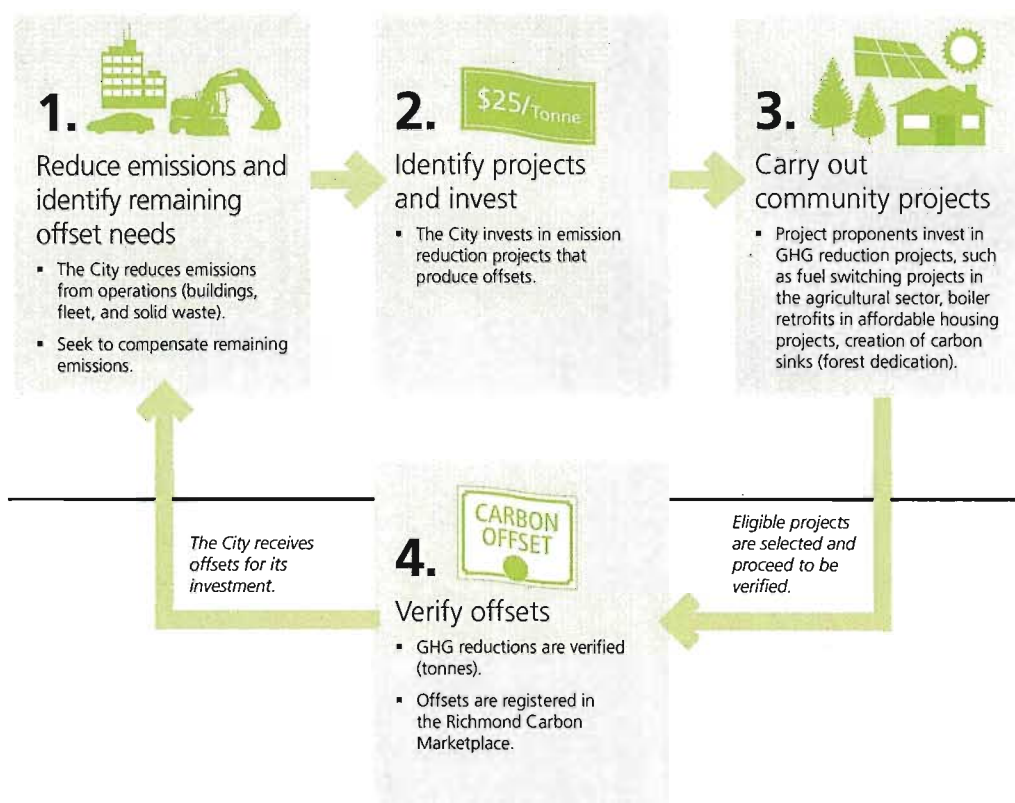 1.
Reduce emissions and
identify remaining
offset needs
▪ The City reduces emissions
from operations (buildings,
fleet, and solid waste).
▪ Seek to compensate remaining
emissions.
$25/Tonne
2.
Identify projects
and invest
▪ The City invests in emission
reduction projects that
produce offsets.
3.
Carry out
community projects
▪ Project proponents invest in
GHG reduction projects, such
as fuel switching projects in
the agricultural sector, boiler
retrofits in affordable housing
projects, creation of carbon
sinks (forest dedication).
Eligible projects
are selected and
proceed to be
verified.
CARBON
OFFSET
4.
Verify offsets
▪ GHG reductions are verified
(tonnes).
▪ Offsets are registered in
the Richmond Carbon
Marketplace.
The City receives
offsets for its
investment.